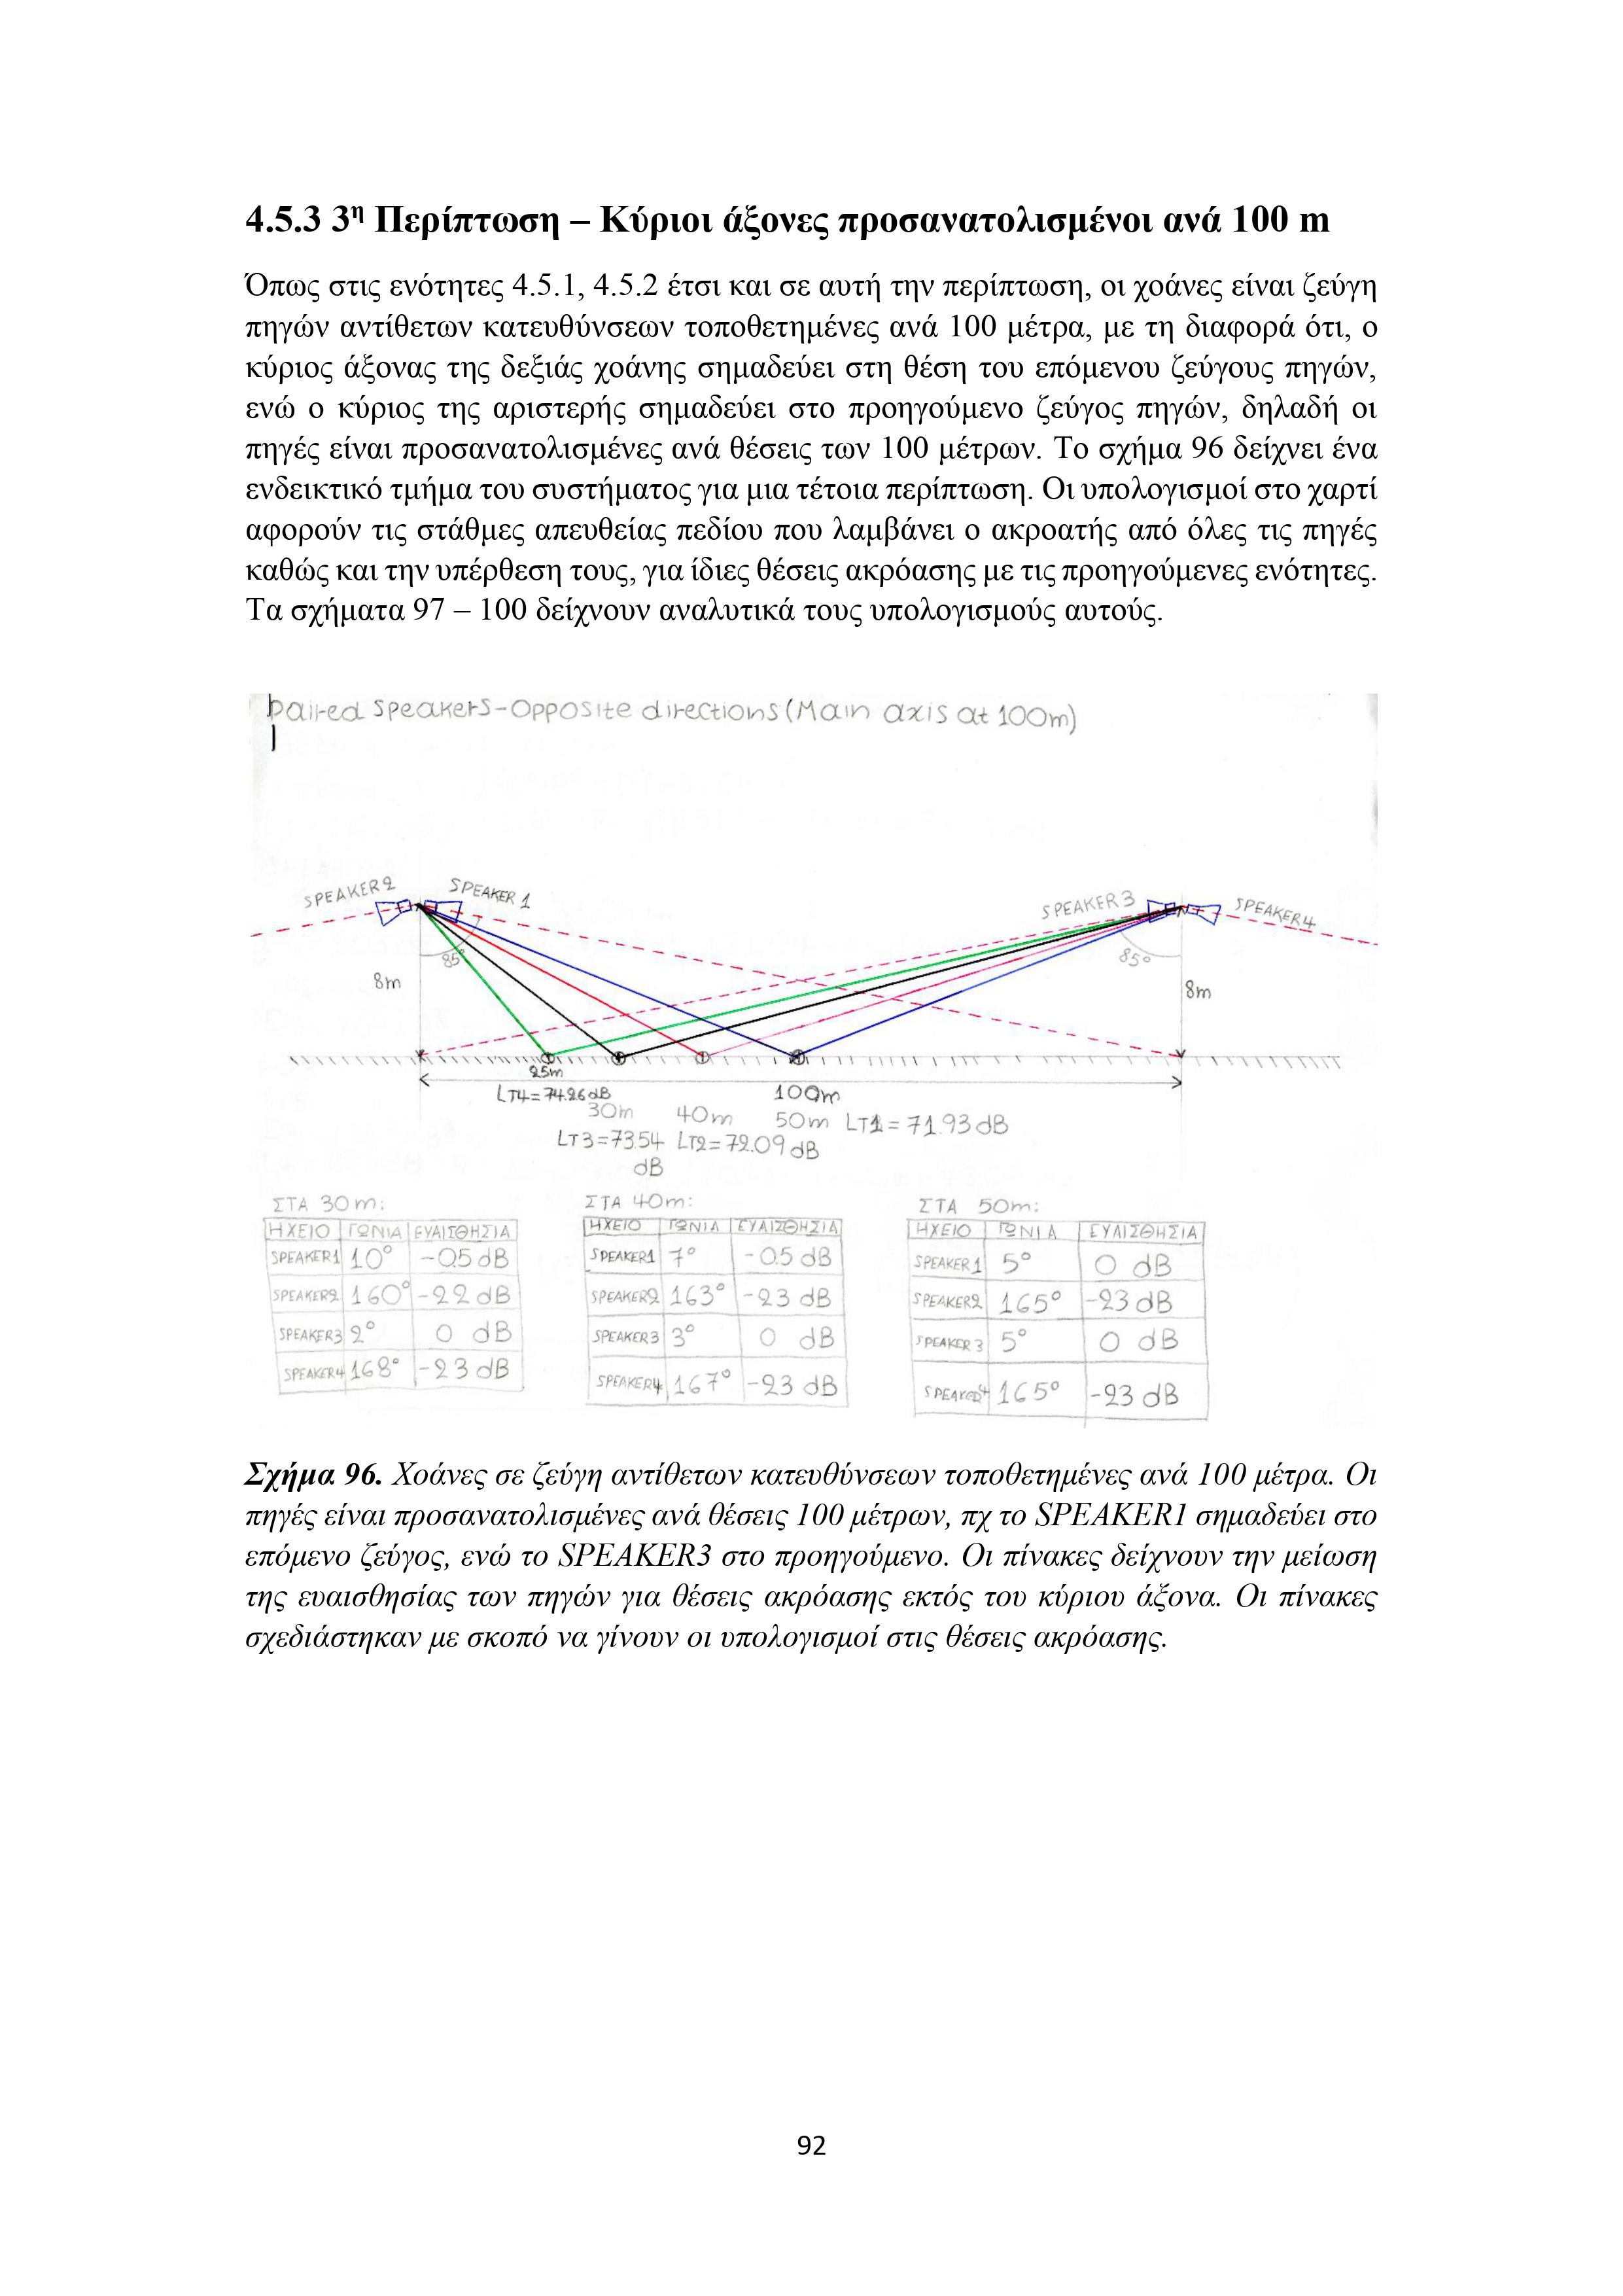 4.5.3 3η Περίπτωση – Κύριοι άξονες προσανατολισμένοι ανά 100 m
Όπως στις ενότητες 4.5.1, 4.5.2 έτσι και σε αυτή την περίπτωση, οι χοάνες είναι ζεύγη
πηγών αντίθετων κατευθύνσεων τοποθετημένες ανά 100 μέτρα, με τη διαφορά ότι, ο
κύριος άξονας της δεξιάς χοάνης σημαδεύει στη θέση του επόμενου ζεύγους πηγών,
ενώ ο κύριος της αριστερής σημαδεύει στο προηγούμενο ζεύγος πηγών, δηλαδή οι
πηγές είναι προσανατολισμένες ανά θέσεις των 100 μέτρων. Το σχήμα 96 δείχνει ένα
ενδεικτικό τμήμα του συστήματος για μια τέτοια περίπτωση. Οι υπολογισμοί στο χαρτί
αφορούν τις στάθμες απευθείας πεδίου που λαμβάνει ο ακροατής από όλες τις πηγές
καθώς και την υπέρθεση τους, για ίδιες θέσεις ακρόασης με τις προηγούμενες ενότητες.
Τα σχήματα 97 – 100 δείχνουν αναλυτικά τους υπολογισμούς αυτούς.
Paired Speakers-Opposite directions (Main axis at 100m)
SPEAKER2 SPEAKER 1 SPEAKER 3 SPEAKER4
85° 85°
8m 8m
25m
LT4=74.26dB 100m
30m 40m 50m LT1=71.93dB
LT3=73.54 LT2=72.09dB
dB
ΣΤΑ 30m: ΣΤΑ 40m: ΣΤΑ 50m:
ΗΧΕΙΟ ΓΩΝΙΑ ΕΥΑΙΣΘΗΣΙΑ ΗΧΕΙΟ ΓΩΝΙΑ ΕΥΑΙΣΘΗΣΙΑ ΗΧΕΙΟ ΓΩΝΙΑ ΕΥΑΙΣΘΗΣΙΑ
SPEAKER1 10° -0.5dB SPEAKER1 7° -0.5 dB SPEAKER1 5° 0 dB
SPEAKER2 160° -22 dB SPEAKER2 163° -23 dB SPEAKER2 165° -23dB
SPEAKER3 2° 0 dB SPEAKER3 3° 0 dB SPEAKER3 5° 0 dB
SPEAKER4 168° -23dB SPEAKER4 167° -23 dB SPEAKER4 165° -23 dB
Σχήμα 96. Χοάνες σε ζεύγη αντίθετων κατευθύνσεων τοποθετημένες ανά 100 μέτρα. Οι
πηγές είναι προσανατολισμένες ανά θέσεις 100 μέτρων, πχ το SPEAKER1 σημαδεύει στο
επόμενο ζεύγος, ενώ το SPEAKER3 στο προηγούμενο. Οι πίνακες δείχνουν την μείωση
της ευαισθησίας των πηγών για θέσεις ακρόασης εκτός του κύριου άξονα. Οι πίνακες
σχεδιάστηκαν με σκοπό να γίνουν οι υπολογισμοί στις θέσεις ακρόασης.
92